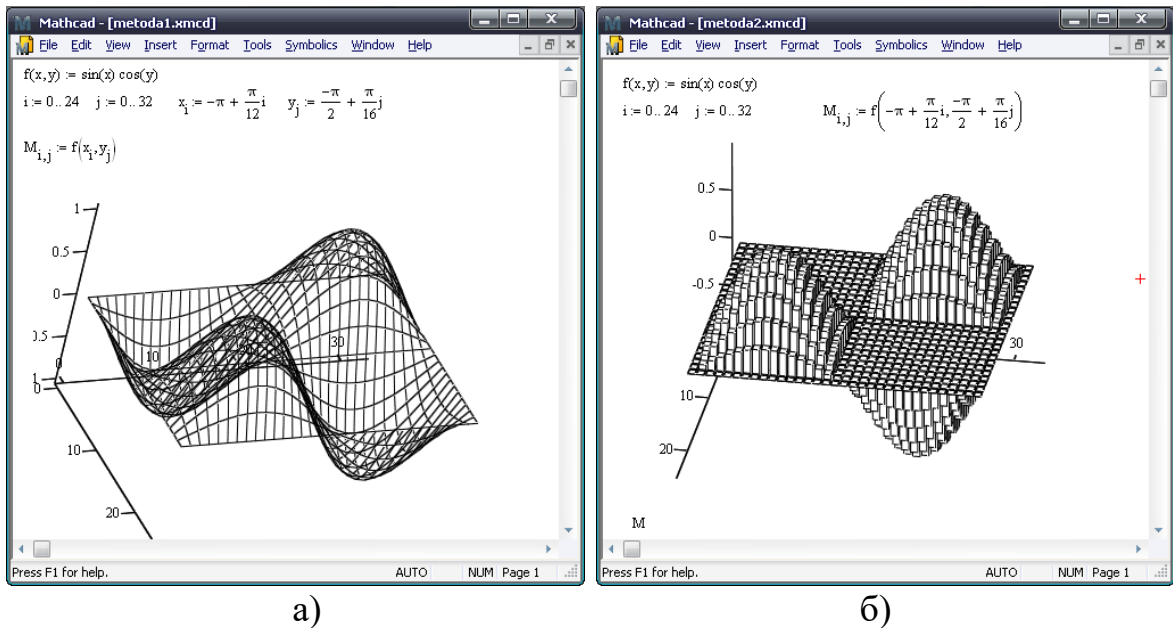 Mathcad - [metoda1.xmcd]
File Edit View Insert Format Tools Symbolics Window Help
f(x,y) := sin(x) cos(y)
i := 0.. 24 j := 0.. 32 x_i := −π + π/12 i y_j := −π/2 + π/16 j
M_i,j := f(x_i, y_j)
1
0.5
0
0.5
1
0
0
10
20
30
10
20
Press F1 for help. AUTO NUM Page 1
а)
Mathcad - [metoda2.xmcd]
File Edit View Insert Format Tools Symbolics Window Help
f(x,y) := sin(x) cos(y)
i := 0.. 24 j := 0.. 32 M_i,j := f(−π + π/12 i, −π/2 + π/16 j)
0.5
0
-0.5
30
10
20
M
Press F1 for help. AUTO NUM Page 1
б)